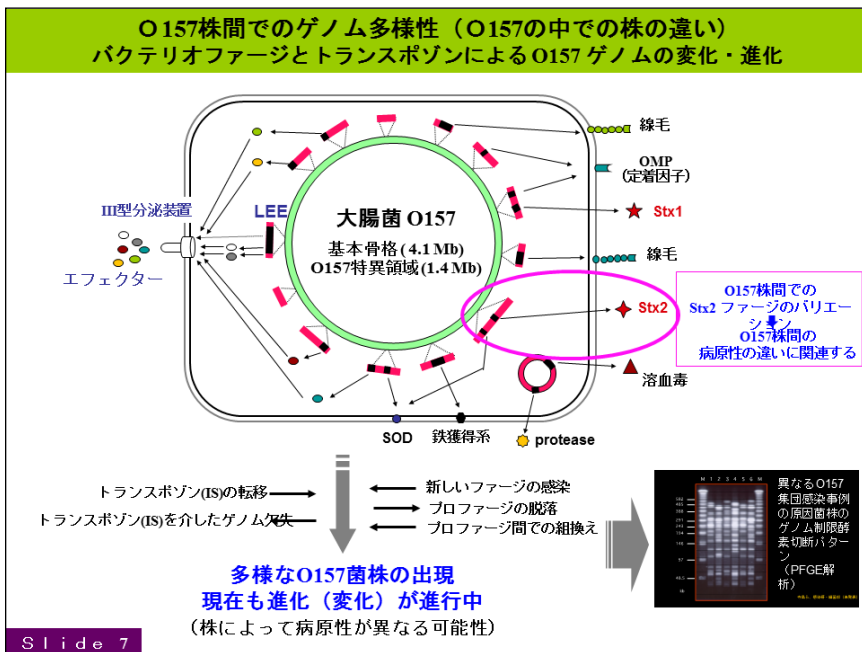 O157株間でのゲノム多様性（O157の中での株の違い）
バクテリオファージとトランスポゾンによるO157 ゲノムの変化・進化
線毛
OMP
(定着因子)
Stx1
線毛
Stx2
溶血毒
III型分泌装置
エフェクター
LEE
大腸菌 O157
基本骨格(4.1 Mb)
O157特異領域(1.4 Mb)
O157株間での
Stx2 ファージのバリエー
ション
O157株間の
病原性の違いに関連する
SOD
鉄獲得系
protease
トランスポゾン(IS)の転移
トランスポゾン(IS)を介したゲノム欠失
新しいファージの感染
プロファージの脱落
プロファージ間での組換え
多様なO157菌株の出現
現在も進化（変化）が進行中
（株によって病原性が異なる可能性）
M 1 2 3 4 5 6 M
異なるO157
集団感染事例
の原因菌株の
ゲノム制限酵
素切断パター
ン
（PFGE解
析）
Slide 7